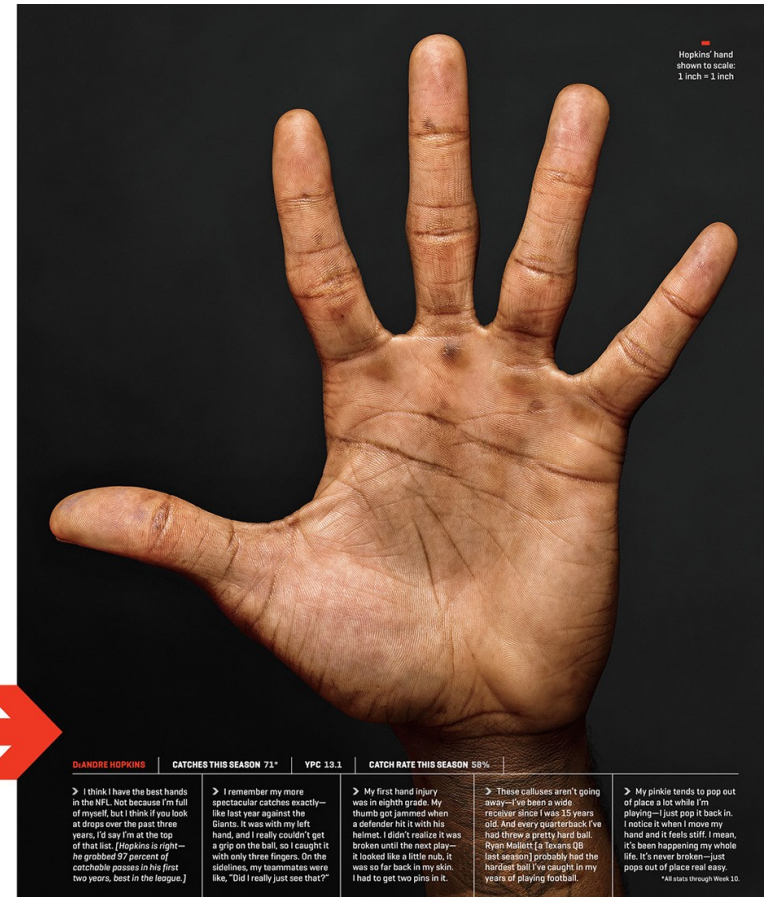 Hopkins' hand
shown to scale:
1 inch = 1 inch
DEANDRE HOPKINS
CATCHES THIS SEASON 71*
YPC 13.1
CATCH RATE THIS SEASON 58%
I think I have the best hands
in the NFL. Not because I'm full
of myself, but I think if you look
at drops over the past three
years, I'd say I'm at the top
of that list. [Hopkins is right—
he grabbed 97 percent of
catchable passes in his first
two years, best in the league.]
I remember my more
spectacular catches exactly—
like last year against the
Giants. It was with my left
hand, and I really couldn't get
a grip on the ball, so I caught it
with only three fingers. On the
sidelines, my teammates were
like, "Did I really just see that?"
My first hand injury
was in eighth grade. My
thumb got jammed when
a defender hit it with his
helmet. I didn't realize it was
broken until the next play—
it looked like a little nub, it
was so far back in my skin.
I had to get two pins in it.
These calluses aren't going
away—I've been a wide
receiver since I was 15 years
old. And every quarterback I've
had threw a pretty hard ball.
Ryan Mallett [a Texans QB
last season] probably had the
hardest ball I've caught in my
years of playing football.
My pinkie tends to pop out
of place a lot while I'm
playing—I just pop it back in.
I notice it when I move my
hand and it feels stiff. I mean,
it's been happening my whole
life. It's never broken—just
pops out of place real easy.
*All stats through Week 10.